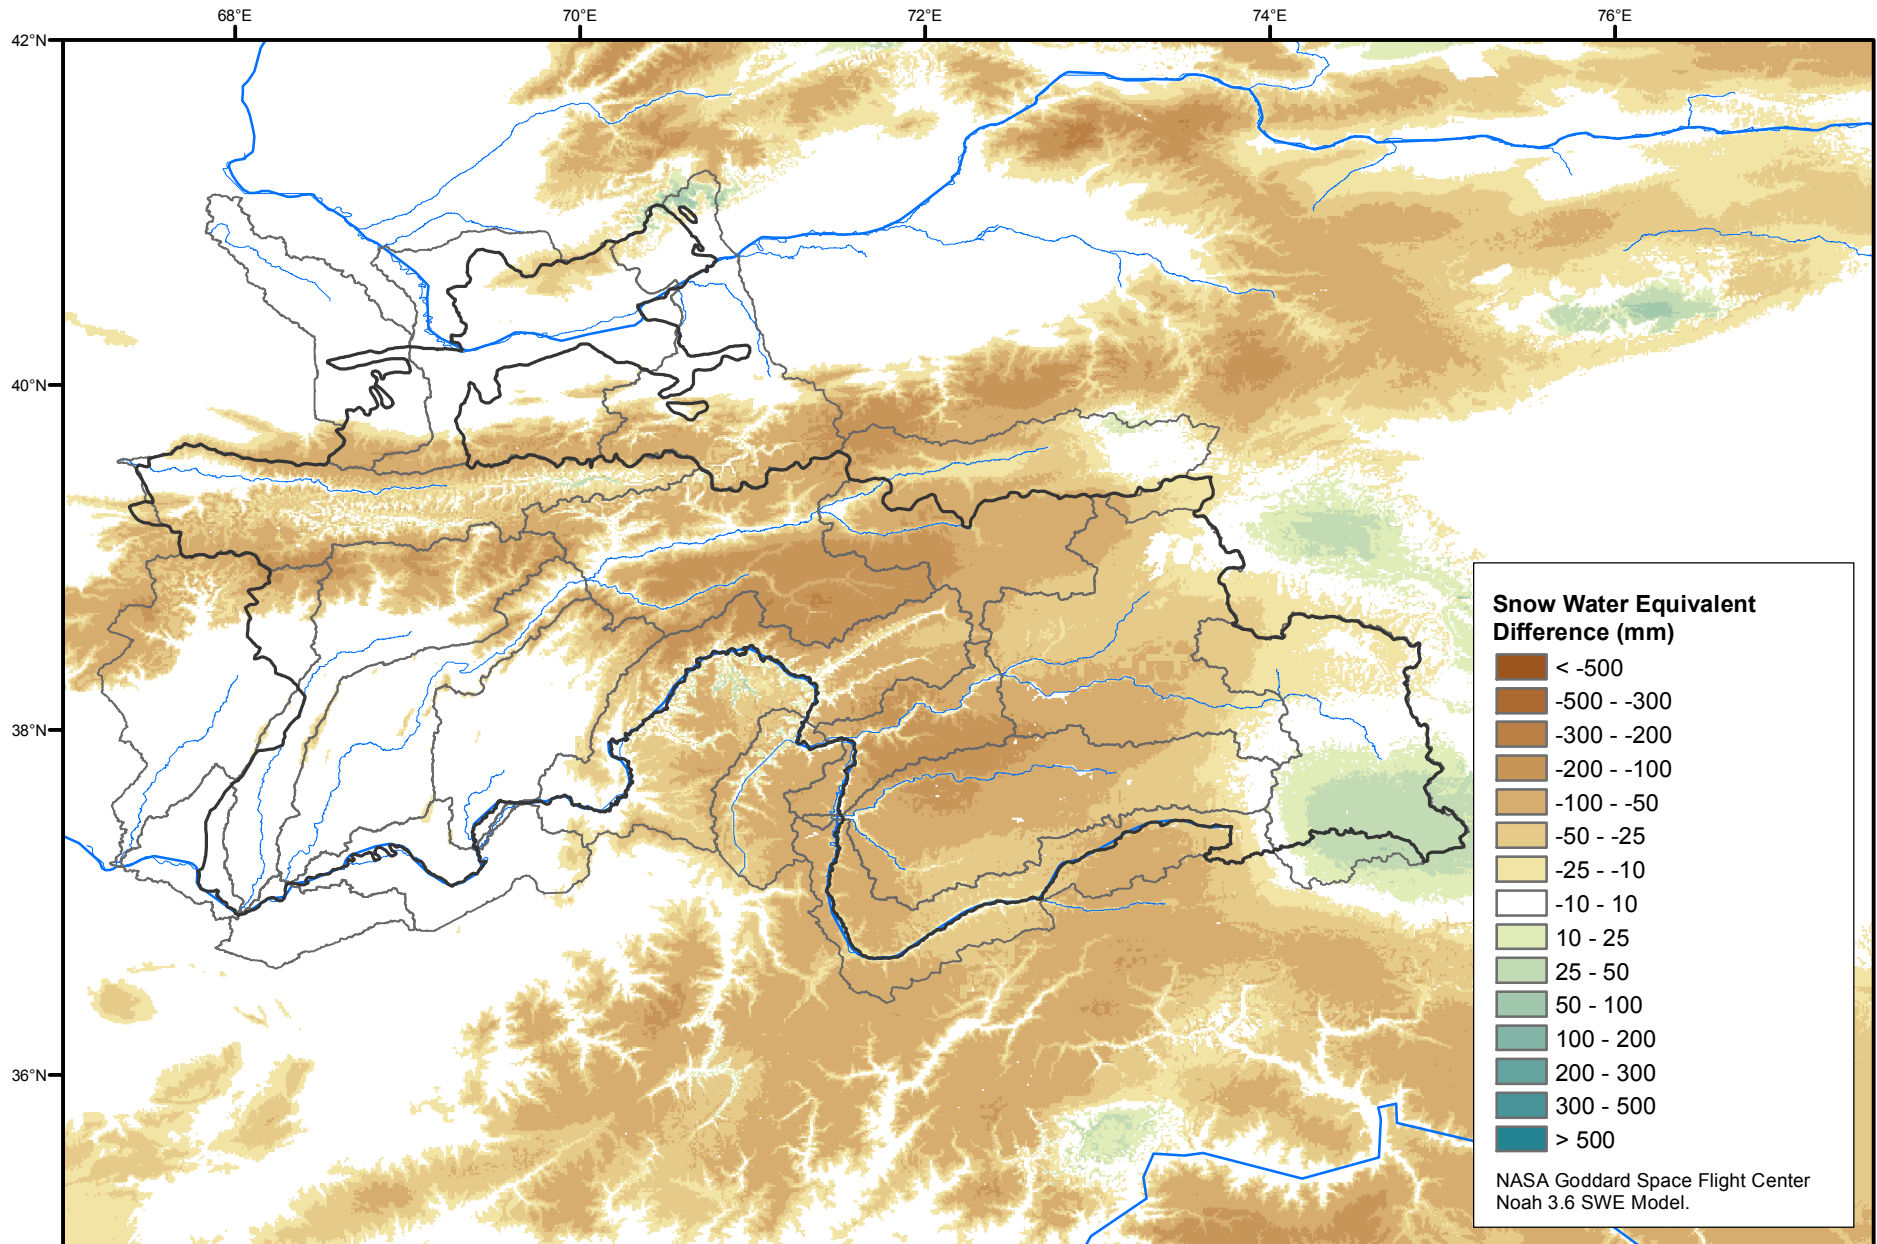 68°E
70°E
72°E
74°E
76°E
42°N
40°N
38°N
36°N
Snow Water Equivalent
Difference (mm)
< -500
-500 - -300
-300 - -200
-200 - -100
-100 - -50
-50 - -25
-25 - -10
-10 - 10
10 - 25
25 - 50
50 - 100
100 - 200
200 - 300
300 - 500
> 500
NASA Goddard Space Flight Center
Noah 3.6 SWE Model.